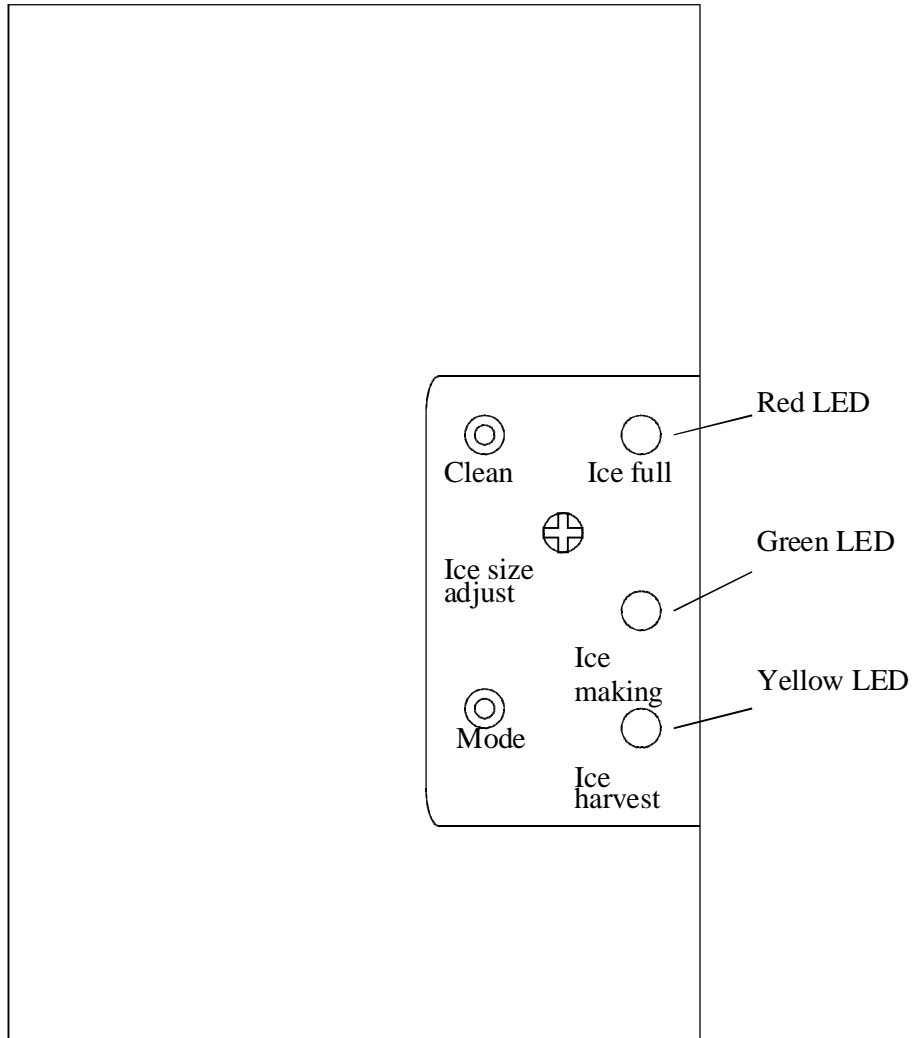 Red LED
Clean
Ice full
Green LED
Ice size
adjust
Ice
making
Yellow LED
Mode
Ice
harvest